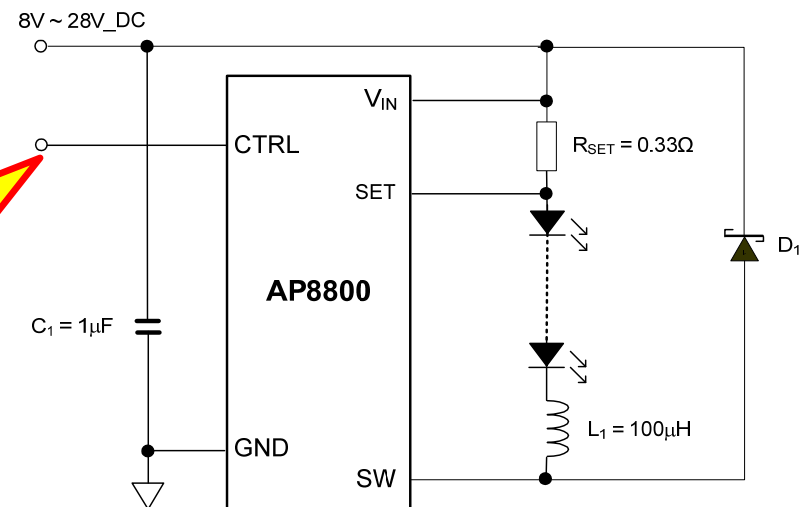 8V ~ 28V_DC
VIN
CTRL
RSET = 0.33Ω
SET
D1
AP8800
C1 = 1μF
L1 = 100μH
GND
SW